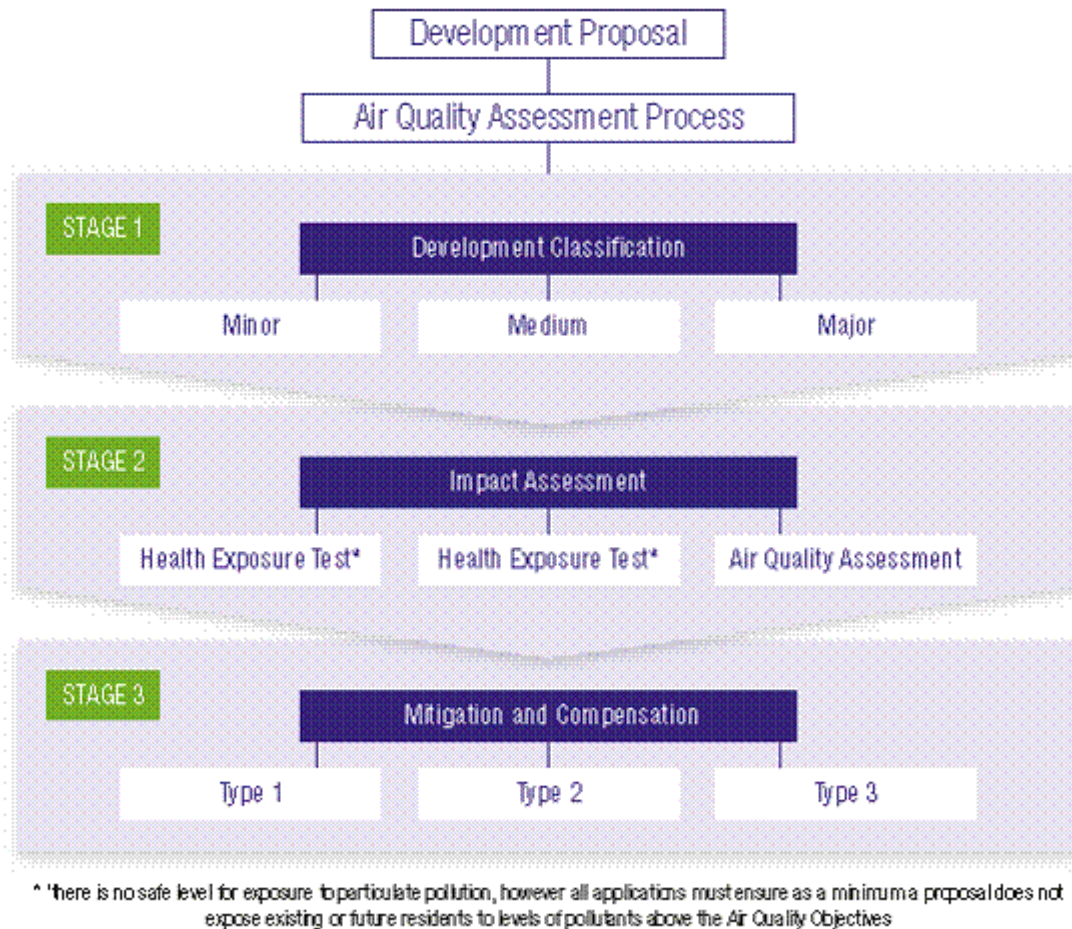 Development Proposal
Air Quality Assessment Process
STAGE 1
Development Classification
Minor Medium Major
STAGE 2
Impact Assessment
Health Exposure Test* Health Exposure Test* Air Quality Assessment
STAGE 3
Mitigation and Compensation
Type 1 Type 2 Type 3
* 'here is no safe level for exposure to particulate pollution, however all applications must ensure as a minimum a proposal does not
expose existing or future residents to levels of pollutants above the Air Quality Objectives